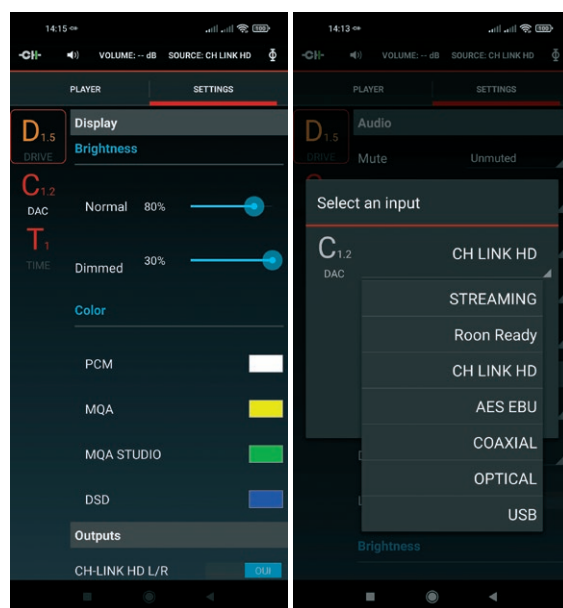 14:15
100
-CH-
VOLUME: -- dB
SOURCE: CH LINK HD
PLAYER
SETTINGS
D1.5
DRIVE
Display
Brightness
C1.2
DAC
Normal
80%
T1
TIME
Dimmed
30%
Color
PCM
MQA
MQA STUDIO
DSD
Outputs
CH-LINK HD L/R
OUI
14:13
100
-CH-
VOLUME: -- dB
SOURCE: CH LINK HD
PLAYER
SETTINGS
D1.5
DRIVE
Audio
Mute
Unmuted
Select an input
C1.2
DAC
CH LINK HD
STREAMING
Roon Ready
CH LINK HD
AES EBU
COAXIAL
OPTICAL
USB
Brightness